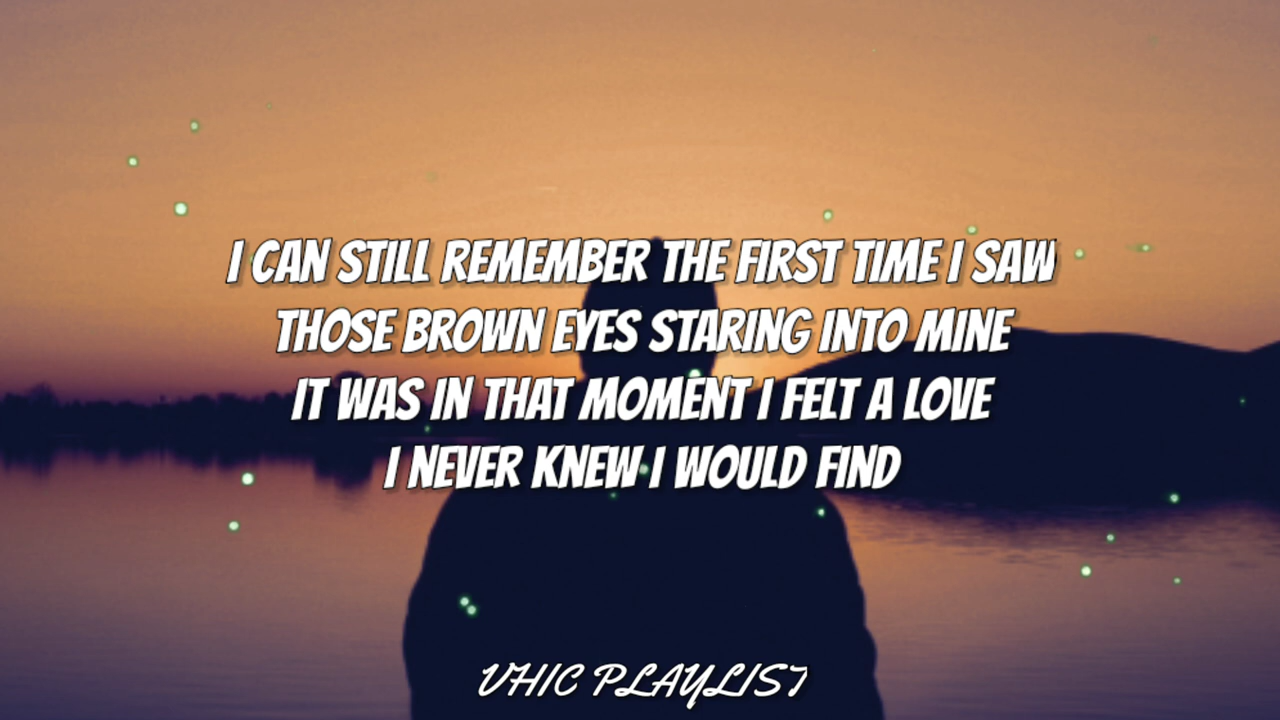 I CAN STILL REMEMBER THE FIRST TIME I SAW
THOSE BROWN EYES STARING INTO MINE
IT WAS IN THAT MOMENT I FELT A LOVE
I NEVER KNEW I WOULD FIND
VHIC PLAYLIST